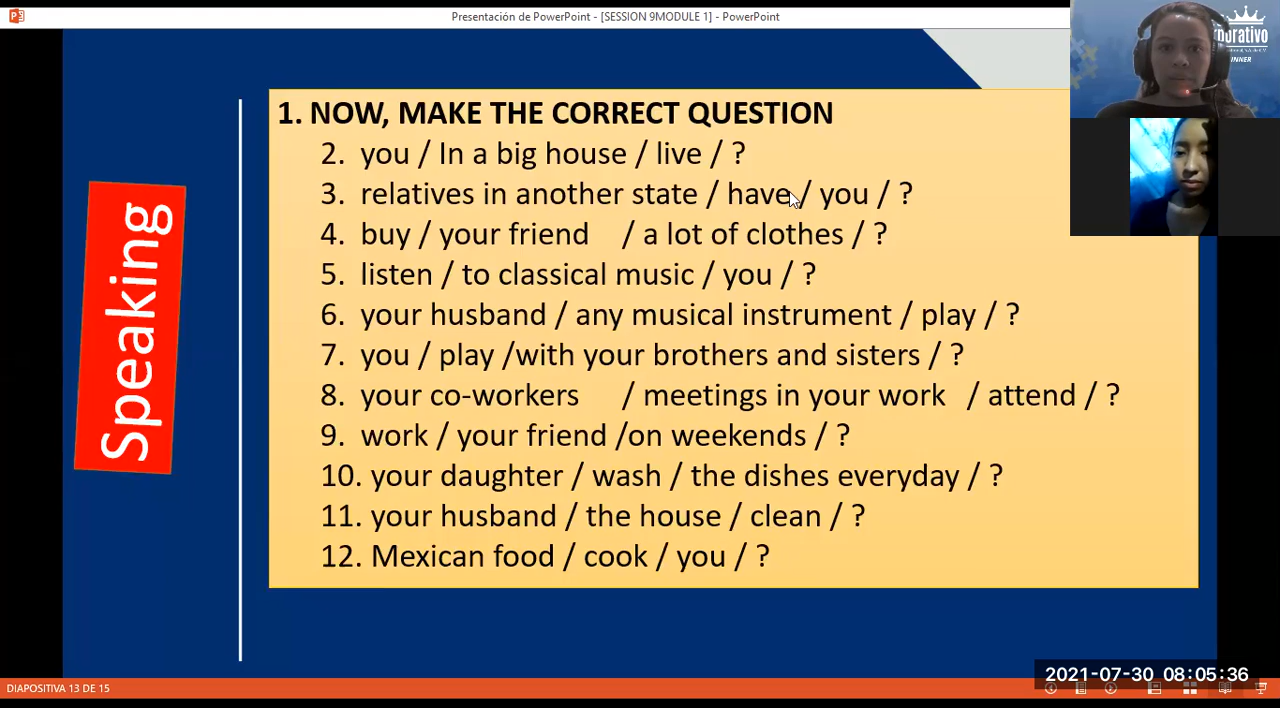 Presentación de PowerPoint - [SESSION 9MODULE 1] - PowerPoint
INNER
Speaking
1. NOW, MAKE THE CORRECT QUESTION
2. you / In a big house / live / ?
3. relatives in another state / have / you / ?
4. buy / your friend / a lot of clothes / ?
5. listen / to classical music / you / ?
6. your husband / any musical instrument / play / ?
7. you / play /with your brothers and sisters / ?
8. your co-workers / meetings in your work / attend / ?
9. work / your friend /on weekends / ?
10. your daughter / wash / the dishes everyday / ?
11. your husband / the house / clean / ?
12. Mexican food / cook / you / ?
2021-07-30 08:05:36
DIAPOSITIVA 13 DE 15